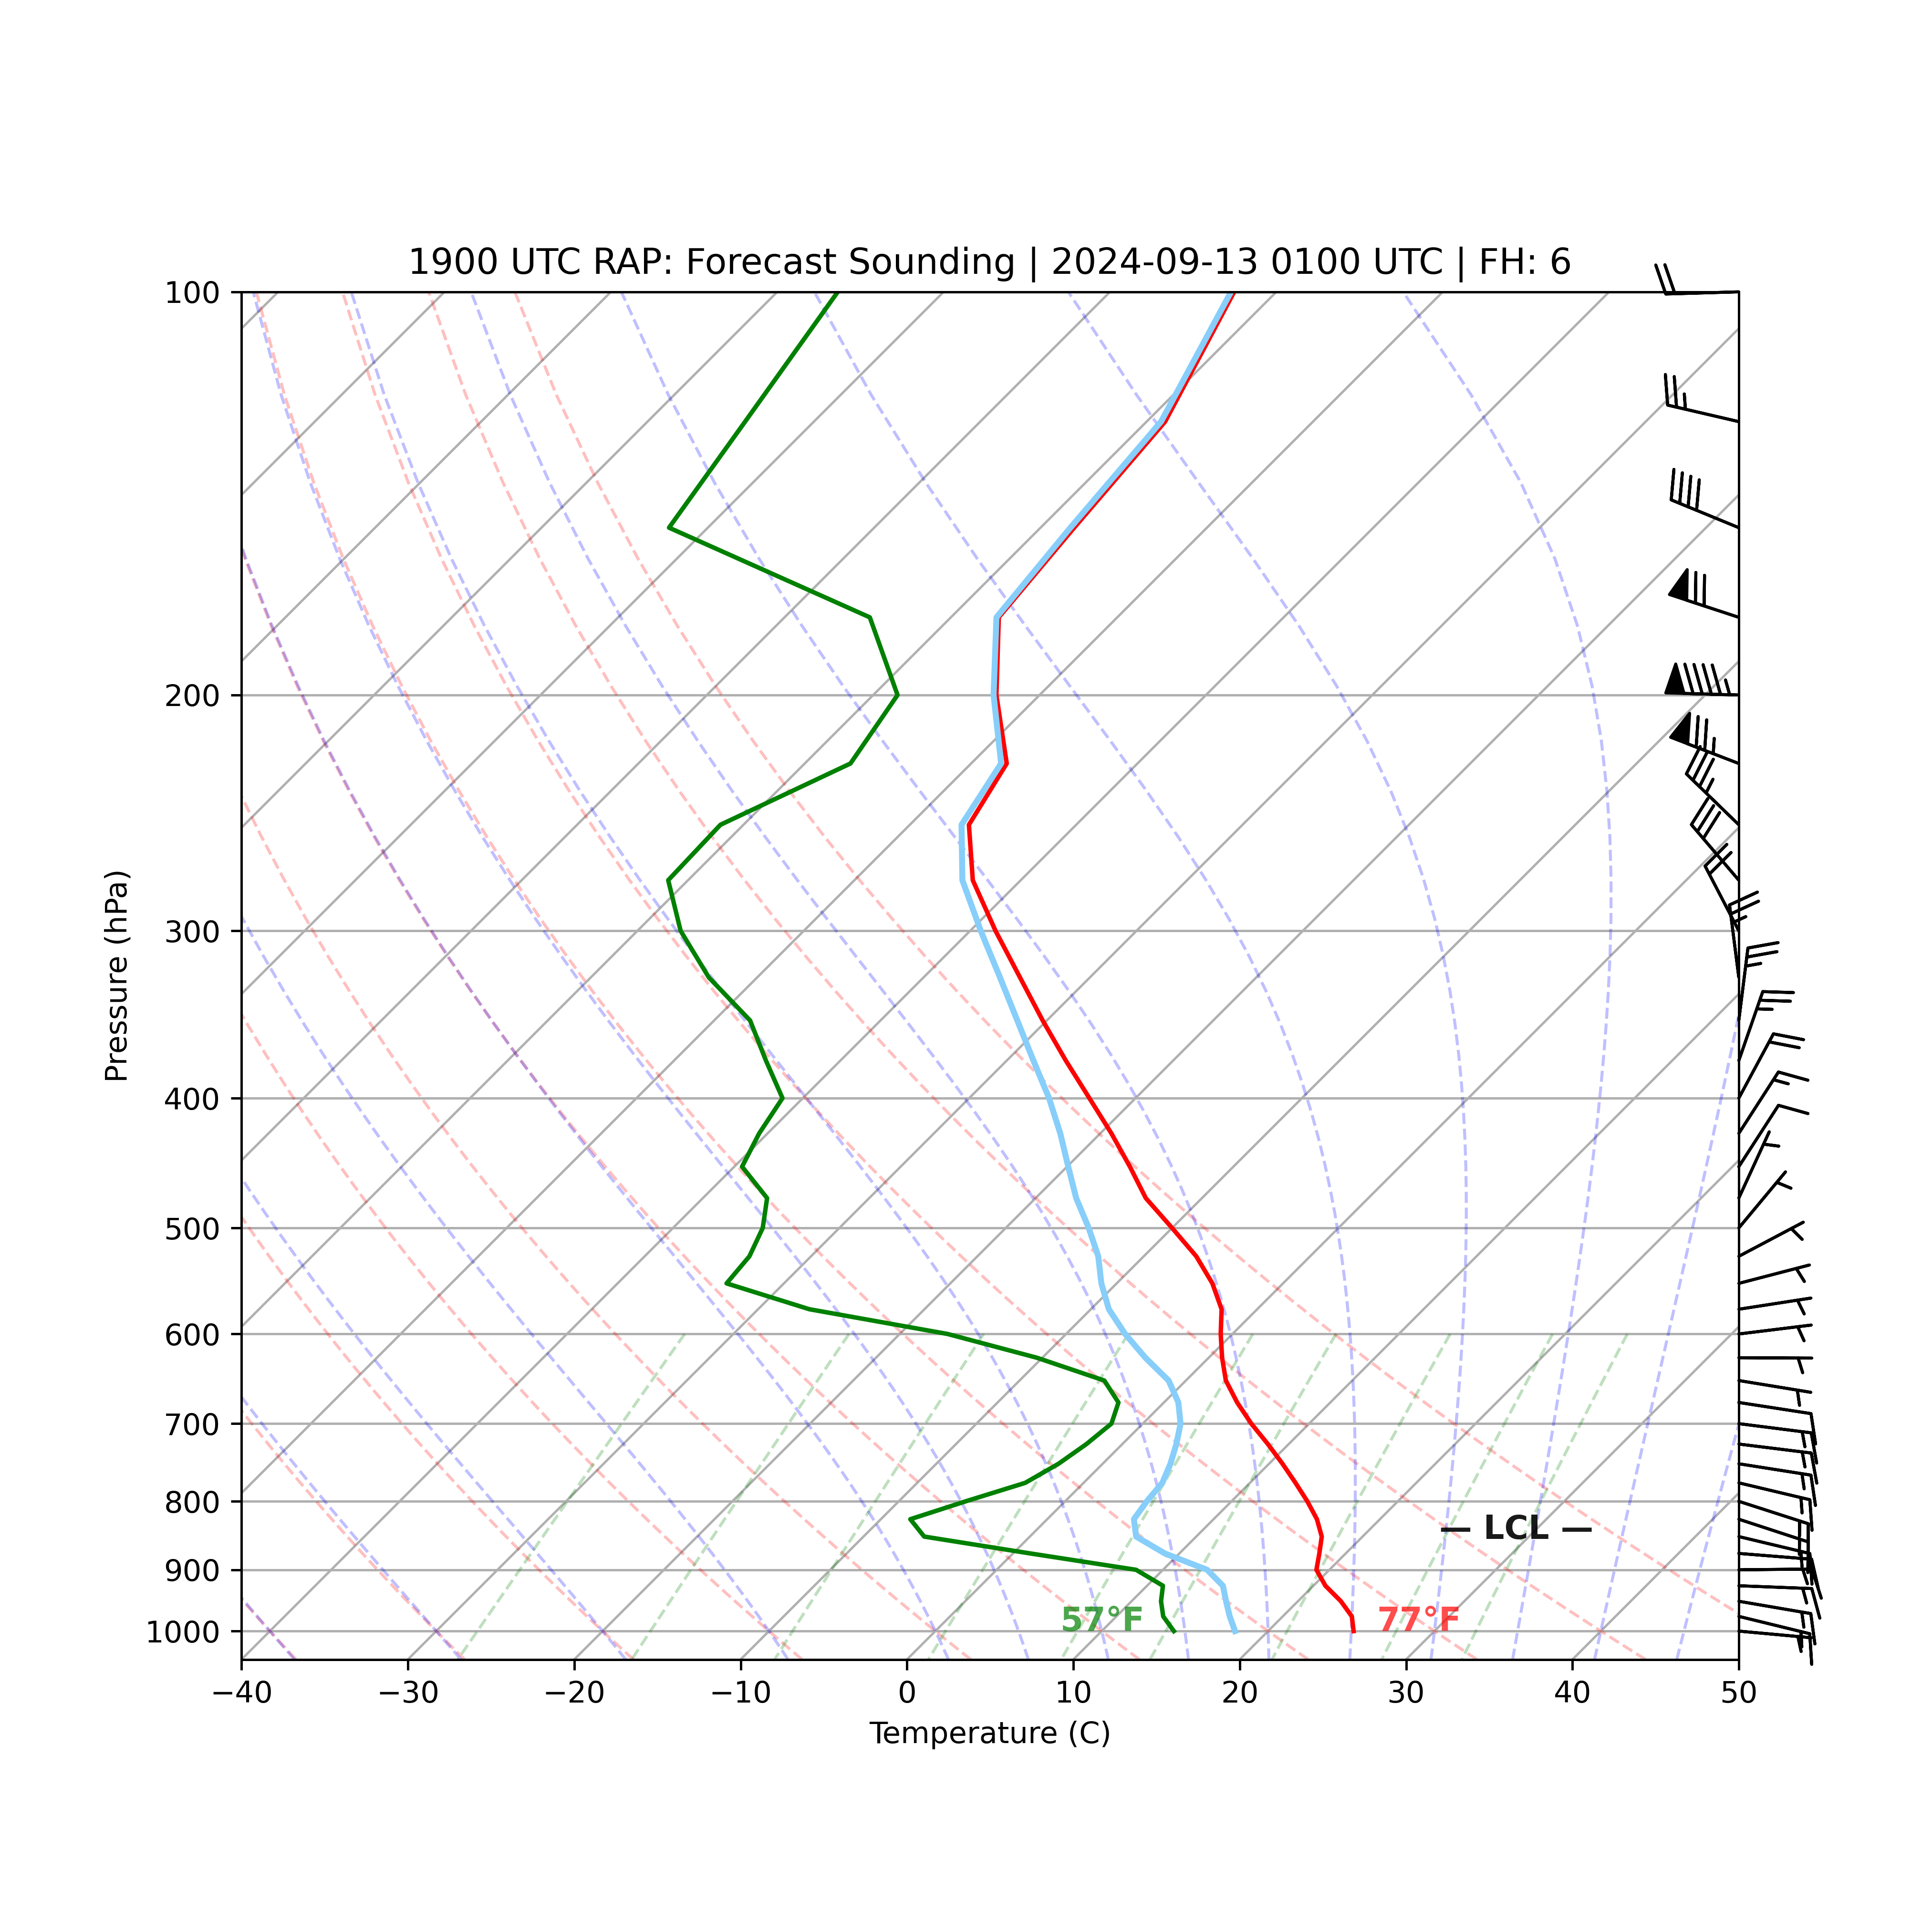 1900 UTC RAP: Forecast Sounding | 2024-09-13 0100 UTC | FH: 6
100
200
300
400
500
600
700
800
900
1000
Pressure (hPa)
— LCL —
57°F
77°F
−40 −30 −20 −10 0 10 20 30 40 50
Temperature (C)